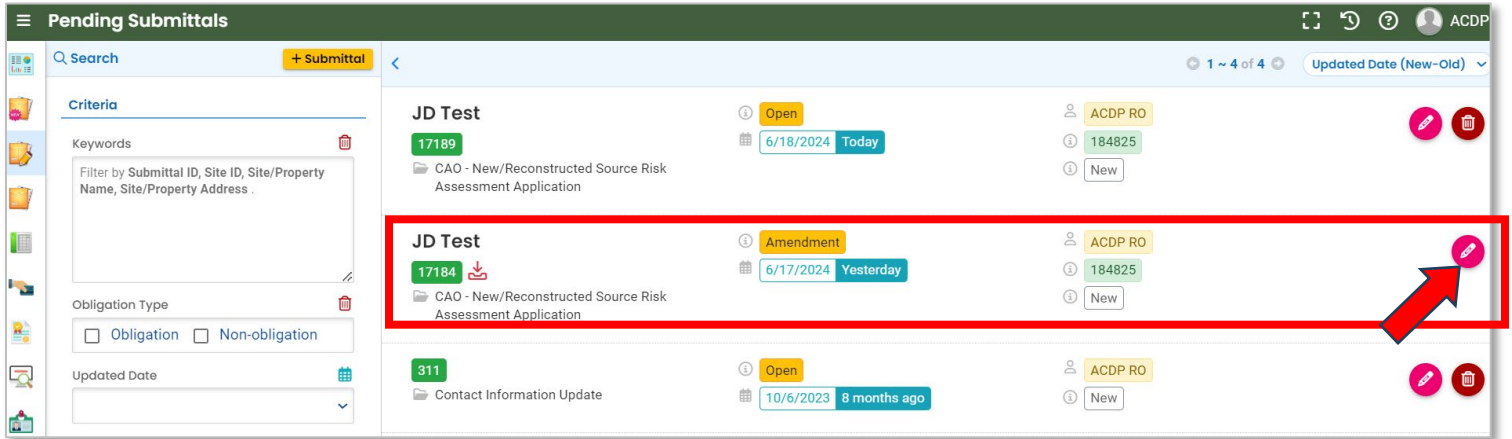 Pending Submittals
ACDP
Search
+ Submittal
1 ~ 4 of 4
Updated Date (New-Old)
Criteria
Keywords
Filter by Submittal ID, Site ID, Site/Property
Name, Site/Property Address .
Obligation Type
Obligation
Non-obligation
Updated Date
JD Test
17189
CAO - New/Reconstructed Source Risk
Assessment Application
Open
6/18/2024 Today
ACDP RO
184825
New
JD Test
17184
CAO - New/Reconstructed Source Risk
Assessment Application
Amendment
6/17/2024 Yesterday
ACDP RO
184825
New
311
Contact Information Update
Open
10/6/2023 8 months ago
ACDP RO
New